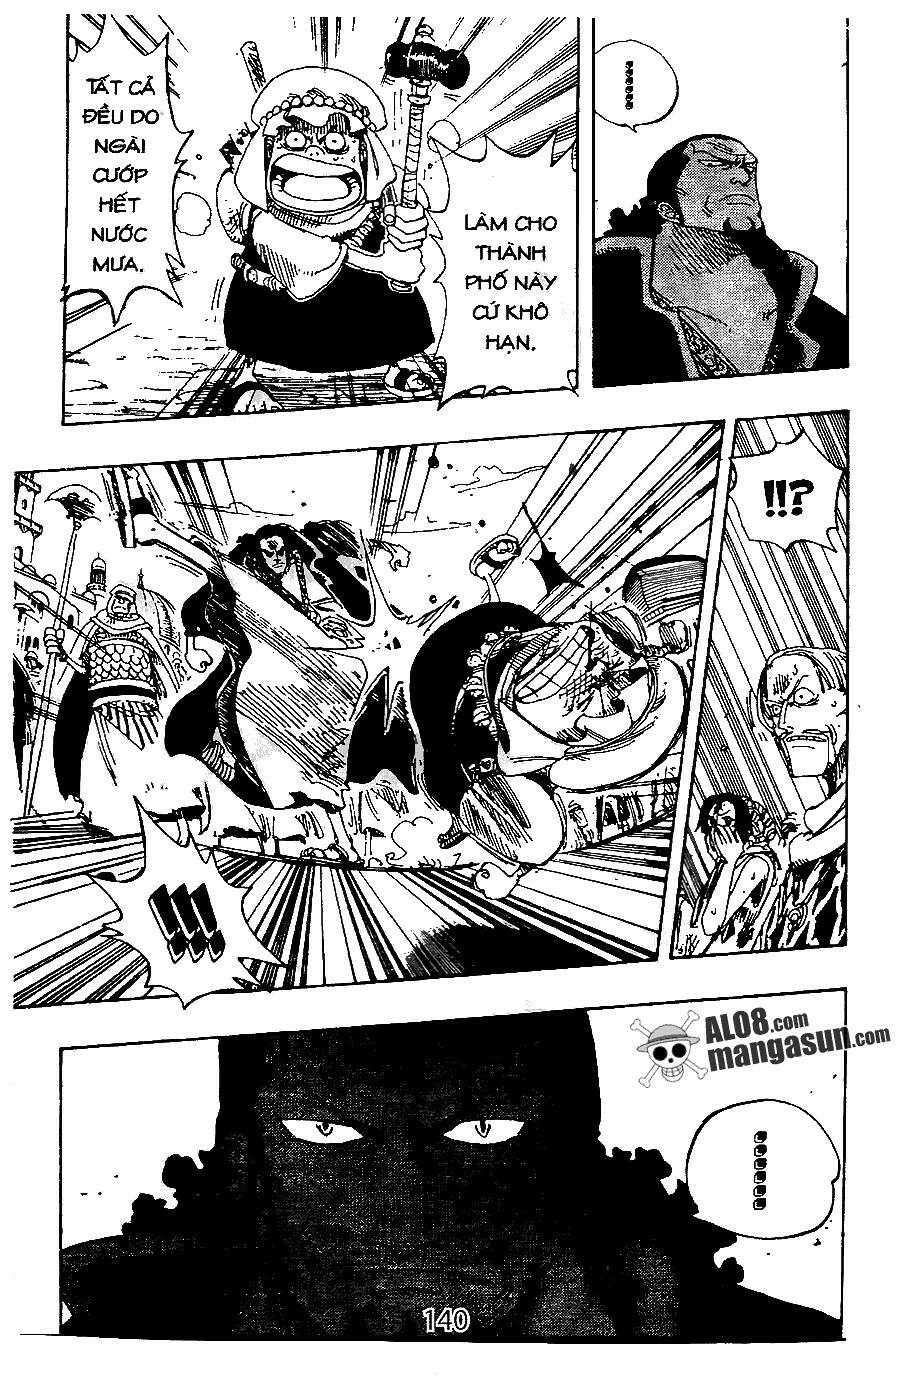 ......
LÀM CHO
THÀNH
PHỐ NÀY
CỨ KHÔ
HẠN.
TẤT CẢ
ĐỀU DO
NGÀI
CƯỚP
HẾT
NƯỚC
MƯA.
!!?
!!!
ALO8.com
mangasun.com
......
140